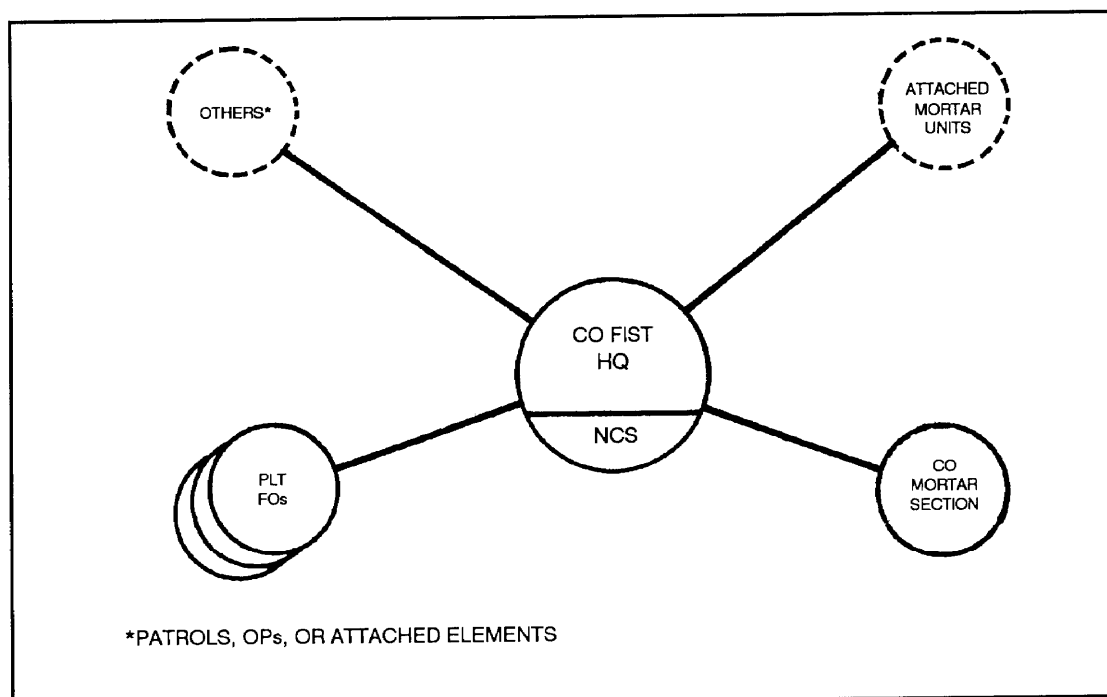 OTHERS*
ATTACHED
MORTAR
UNITS
CO FIST
HQ
NCS
PLT
FOs
CO
MORTAR
SECTION
*PATROLS, OPs, OR ATTACHED ELEMENTS